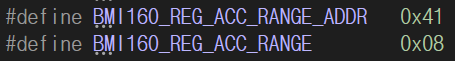 #define BMI160_REG_ACC_RANGE_ADDR 0x41
#define BMI160_REG_ACC_RANGE 0x08